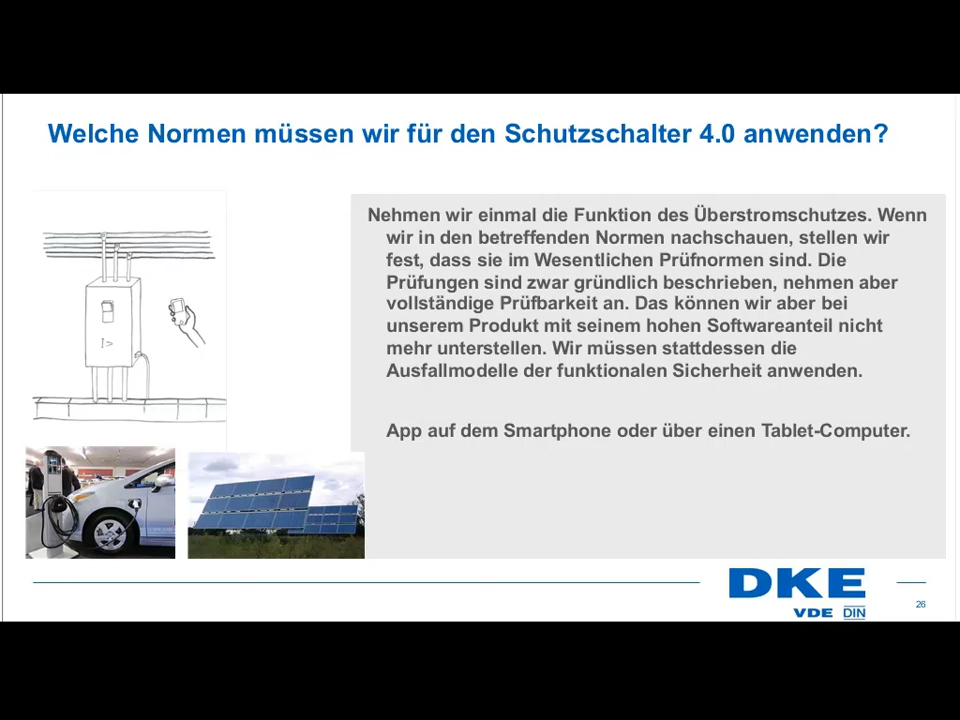 Welche Normen müssen wir für den Schutzschalter 4.0 anwenden?
Nehmen wir einmal die Funktion des Überstromschutzes. Wenn
wir in den betreffenden Normen nachschauen, stellen wir
fest, dass sie im Wesentlichen Prüfnormen sind. Die
Prüfungen sind zwar gründlich beschrieben, nehmen aber
vollständige Prüfbarkeit an. Das können wir aber bei
unserem Produkt mit seinem hohen Softwareanteil nicht
mehr unterstellen. Wir müssen stattdessen die
Ausfallmodelle der funktionalen Sicherheit anwenden.
App auf dem Smartphone oder über einen Tablet-Computer.
I>
DKE
VDE DIN
26